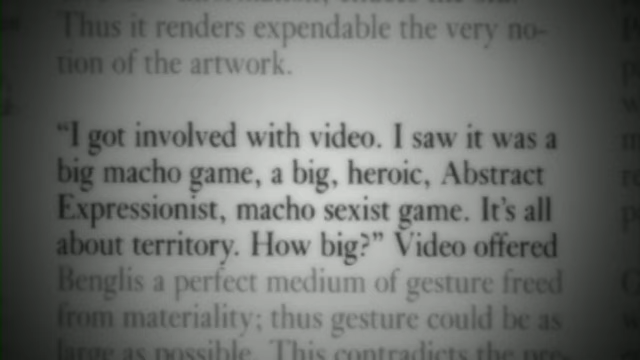 Thus it renders expendable the very no-
tion of the artwork.
“I got involved with video. I saw it was a
big macho game, a big, heroic, Abstract
Expressionist, macho sexist game. It’s all
about territory. How big?” Video offered
Benglis a perfect medium of gesture freed
from materiality; thus gesture could be as
large as possible. This contradicts the